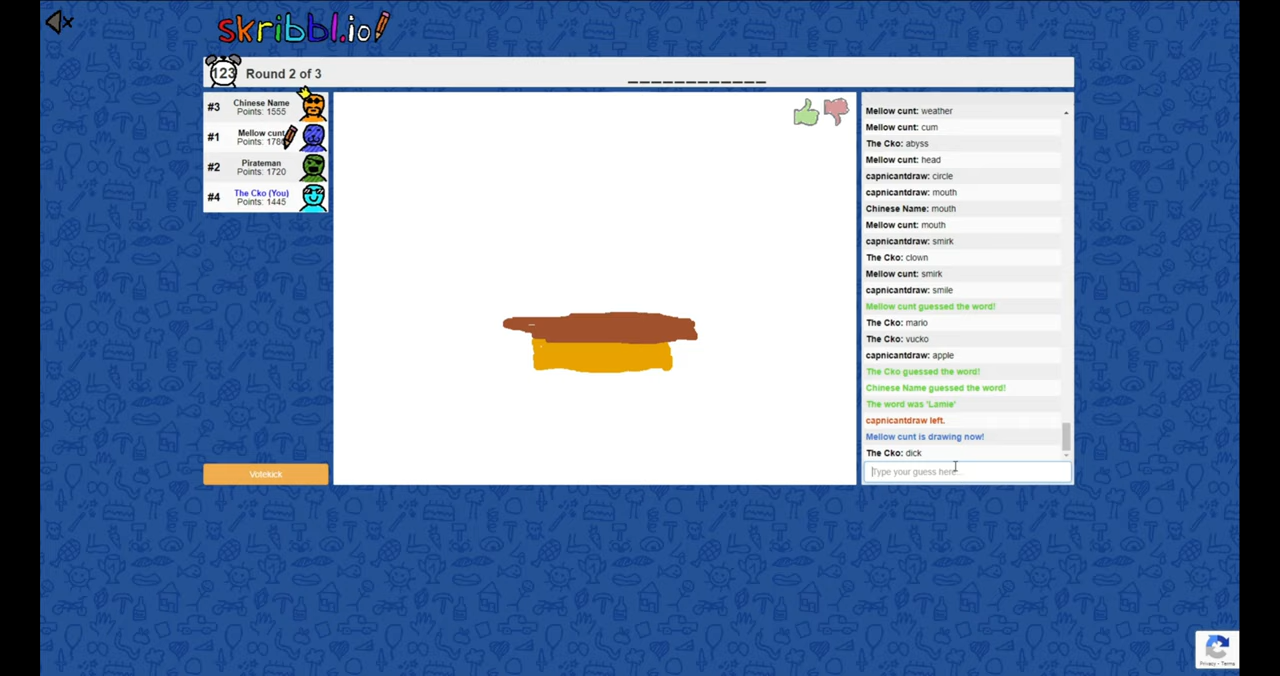 skribbl.io
123
Round 2 of 3
___________
#3
Chinese Name
Points: 1555
#1
Mellow cunt
#2
Pirateman
Points: 1720
#4
The Cko (You)
Points: 1445
Votekick
Mellow cunt: weather
Mellow cunt: cum
The Cko: abyss
Mellow cunt: head
capnicantdraw: circle
capnicantdraw: mouth
Chinese Name: mouth
Mellow cunt: mouth
capnicantdraw: smirk
The Cko: clown
Mellow cunt: smirk
capnicantdraw: smile
Mellow cunt guessed the word!
The Cko: mario
The Cko: vucko
capnicantdraw: apple
The Cko guessed the word!
Chinese Name guessed the word!
The word was 'Lamie'
capnicantdraw left.
Mellow cunt is drawing now!
The Cko: dick
Type your guess here...
Privacy - Terms